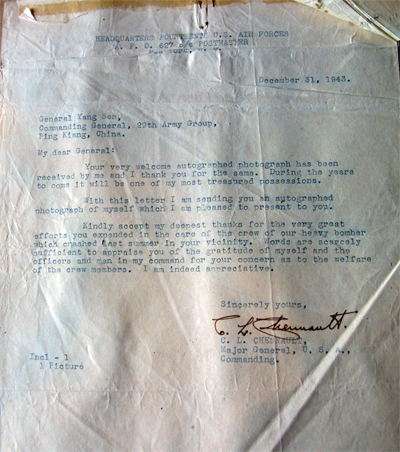 HEADQUARTERS FOURTEENTH U.S. AIR FORCES
A. P. O. 627 c/o POSTMASTER
December 31, 1943.
General Yang Sen,
Commanding General, 29th Army Group,
Ping Kiang, China.
My dear General:
Your very welcome autographed photograph has been
received by me and I thank you for the same. During the years
to come it will be one of my most treasured possessions.
With this letter I am sending you an autographed
photograph of myself which I am pleased to present to you.
Kindly accept my deepest thanks for the very great
efforts you expended in the care of the crew of our heavy bomber
which crashed last summer in your vicinity. Words are scarcely
sufficient to appraise you of the gratitude of myself and the
officers and men in my command for your concern as to the welfare
of the crew members. I am indeed appreciative.
Sincerely yours,
C. L. Chennault.
C. L. CHENNAULT,
Major General, U. S. A.,
Commanding.
Incl - 1
1 Picture